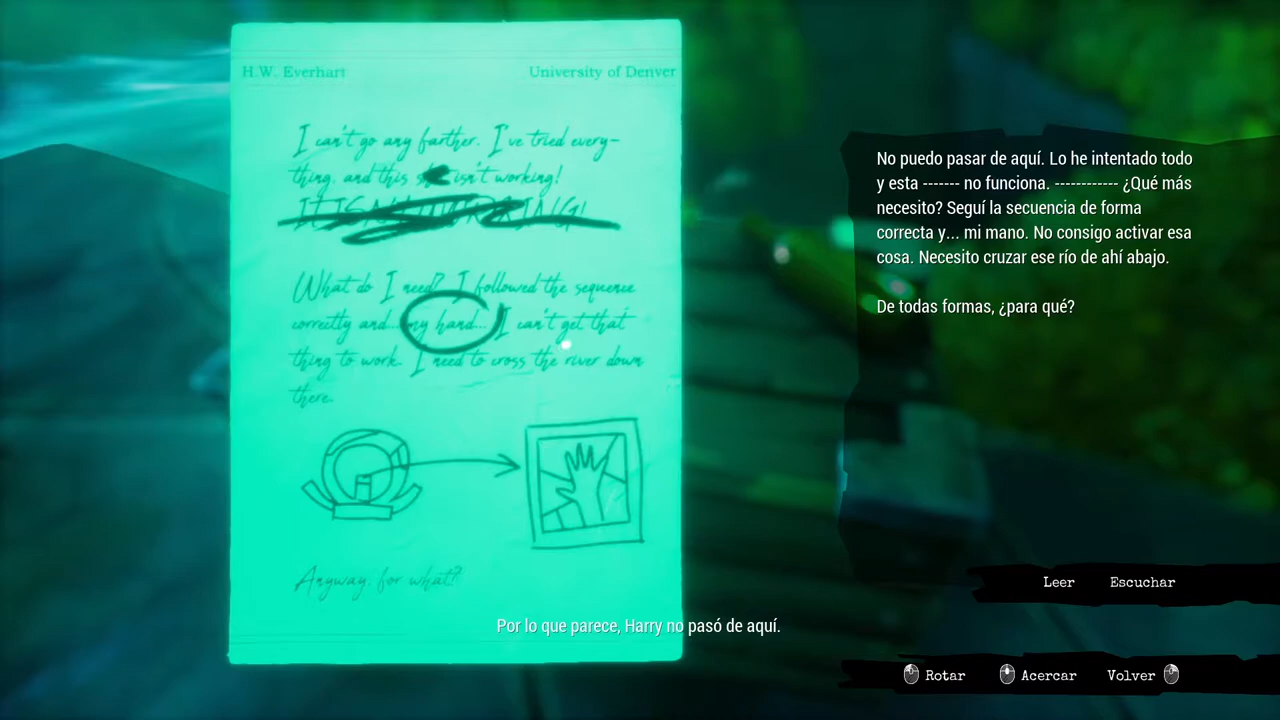 H.W. Everhart
University of Denver
I can't go any farther. I've tried every-
thing, and this isn't working!
What do I need? I followed the sequence
correctly and... my hand... I can't get that
thing to work. I need to cross the river down
there.
Anyway, for what?
No puedo pasar de aquí. Lo he intentado todo
y esta ------- no funciona. ------------ ¿Qué más
necesito? Seguí la secuencia de forma
correcta y... mi mano. No consigo activar esa
cosa. Necesito cruzar ese río de ahí abajo.
De todas formas, ¿para qué?
Leer
Escuchar
Por lo que parece, Harry no pasó de aquí.
Rotar
Acercar
Volver